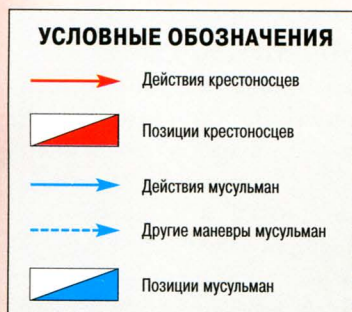 УСЛОВНЫЕ ОБОЗНАЧЕНИЯ
Действия крестоносцев
Позиции крестоносцев
Действия мусульман
Другие маневры мусульман
Позиции мусульман